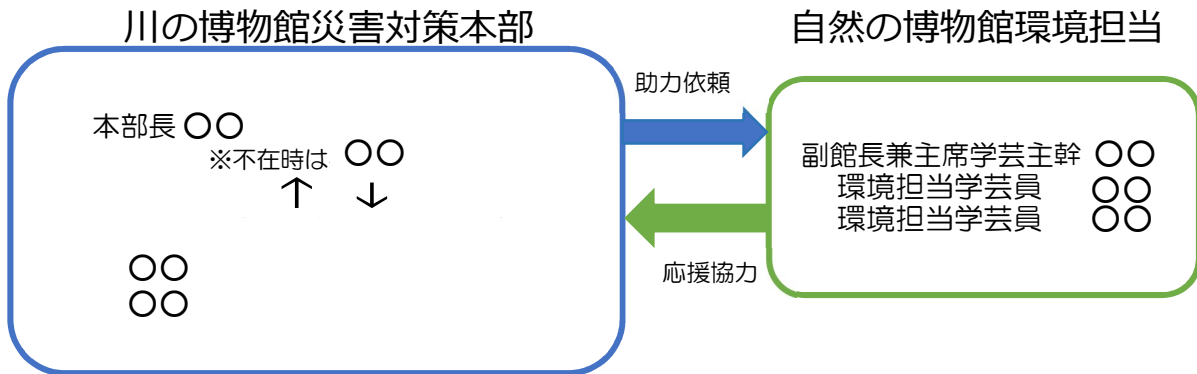 川の博物館災害対策本部
本部長 〇〇
※不在時は 〇〇
↑ ↓
〇〇
〇〇
助力依頼
応援協力
自然の博物館環境担当
副館長兼主席学芸主幹 〇〇
環境担当学芸員 〇〇
環境担当学芸員 〇〇